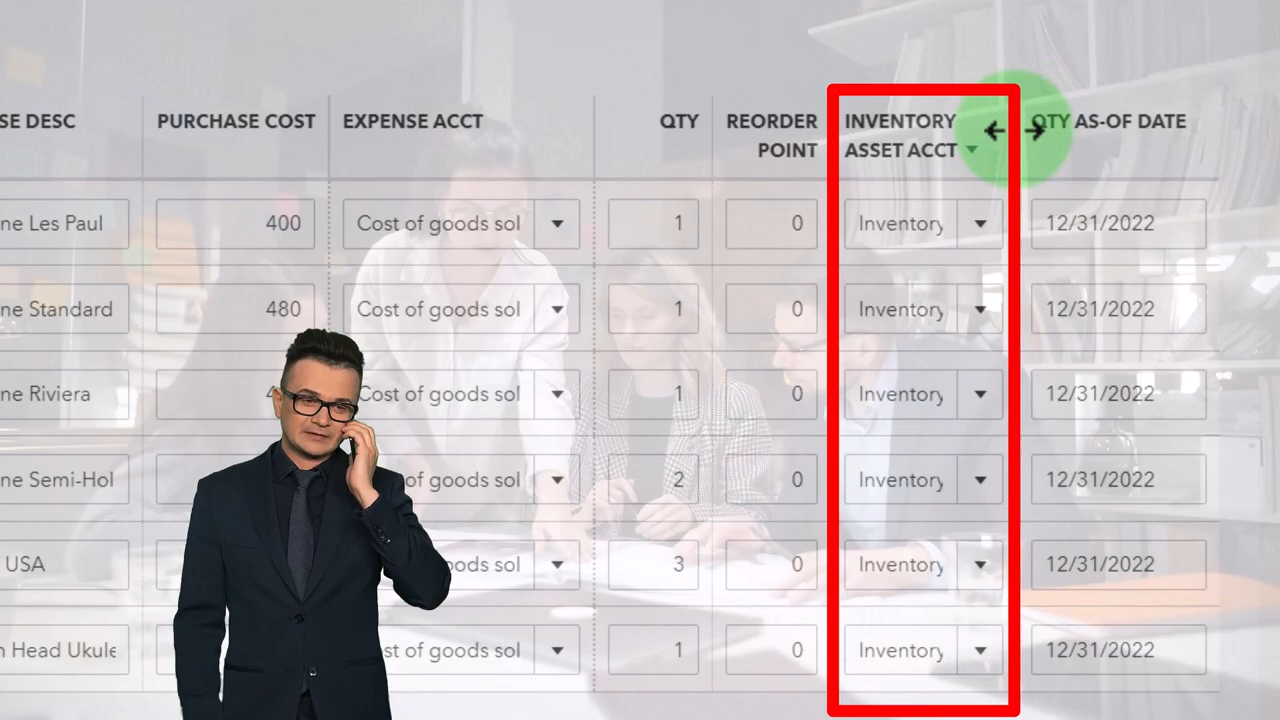 SE DESC PURCHASE COST EXPENSE ACCT QTY REORDER POINT INVENTORY ASSET ACCT QTY AS-OF DATE
ne Les Paul 400 Cost of goods sol 1 0 Inventory 12/31/2022
ne Standard 480 Cost of goods sol 1 0 Inventory 12/31/2022
ne Riviera Cost of goods sol 1 0 Inventory 12/31/2022
ne Semi-Hol of goods sol 2 0 Inventory 12/31/2022
USA goods sol 3 0 Inventory 12/31/2022
Head Ukule st of goods sol 1 0 Inventory 12/31/2022